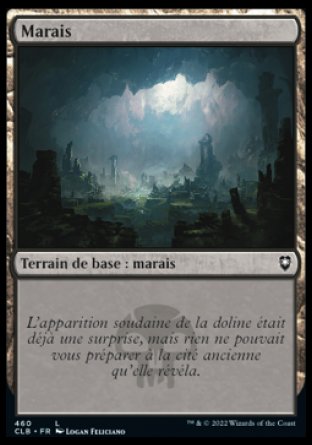 Marais
Terrain de base : marais
L'apparition soudaine de la doline était
déjà une surprise, mais rien ne pouvait
vous préparer à la cité ancienne
qu'elle révéla.
460 L
CLB • FR Logan Feliciano
™ & © 2022 Wizards of the Coast